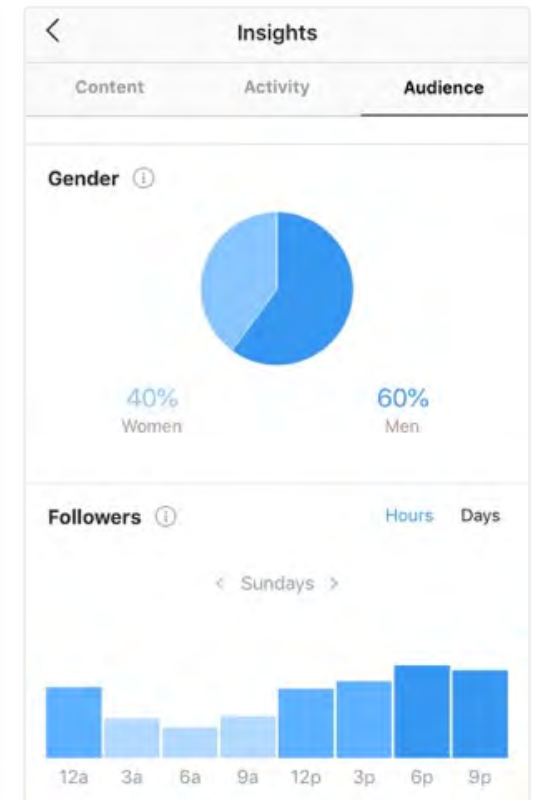 Insights
Content Activity Audience
Gender
40% 60%
Women Men
Followers Hours Days
< Sundays >
12a 3a 6a 9a 12p 3p 6p 9p